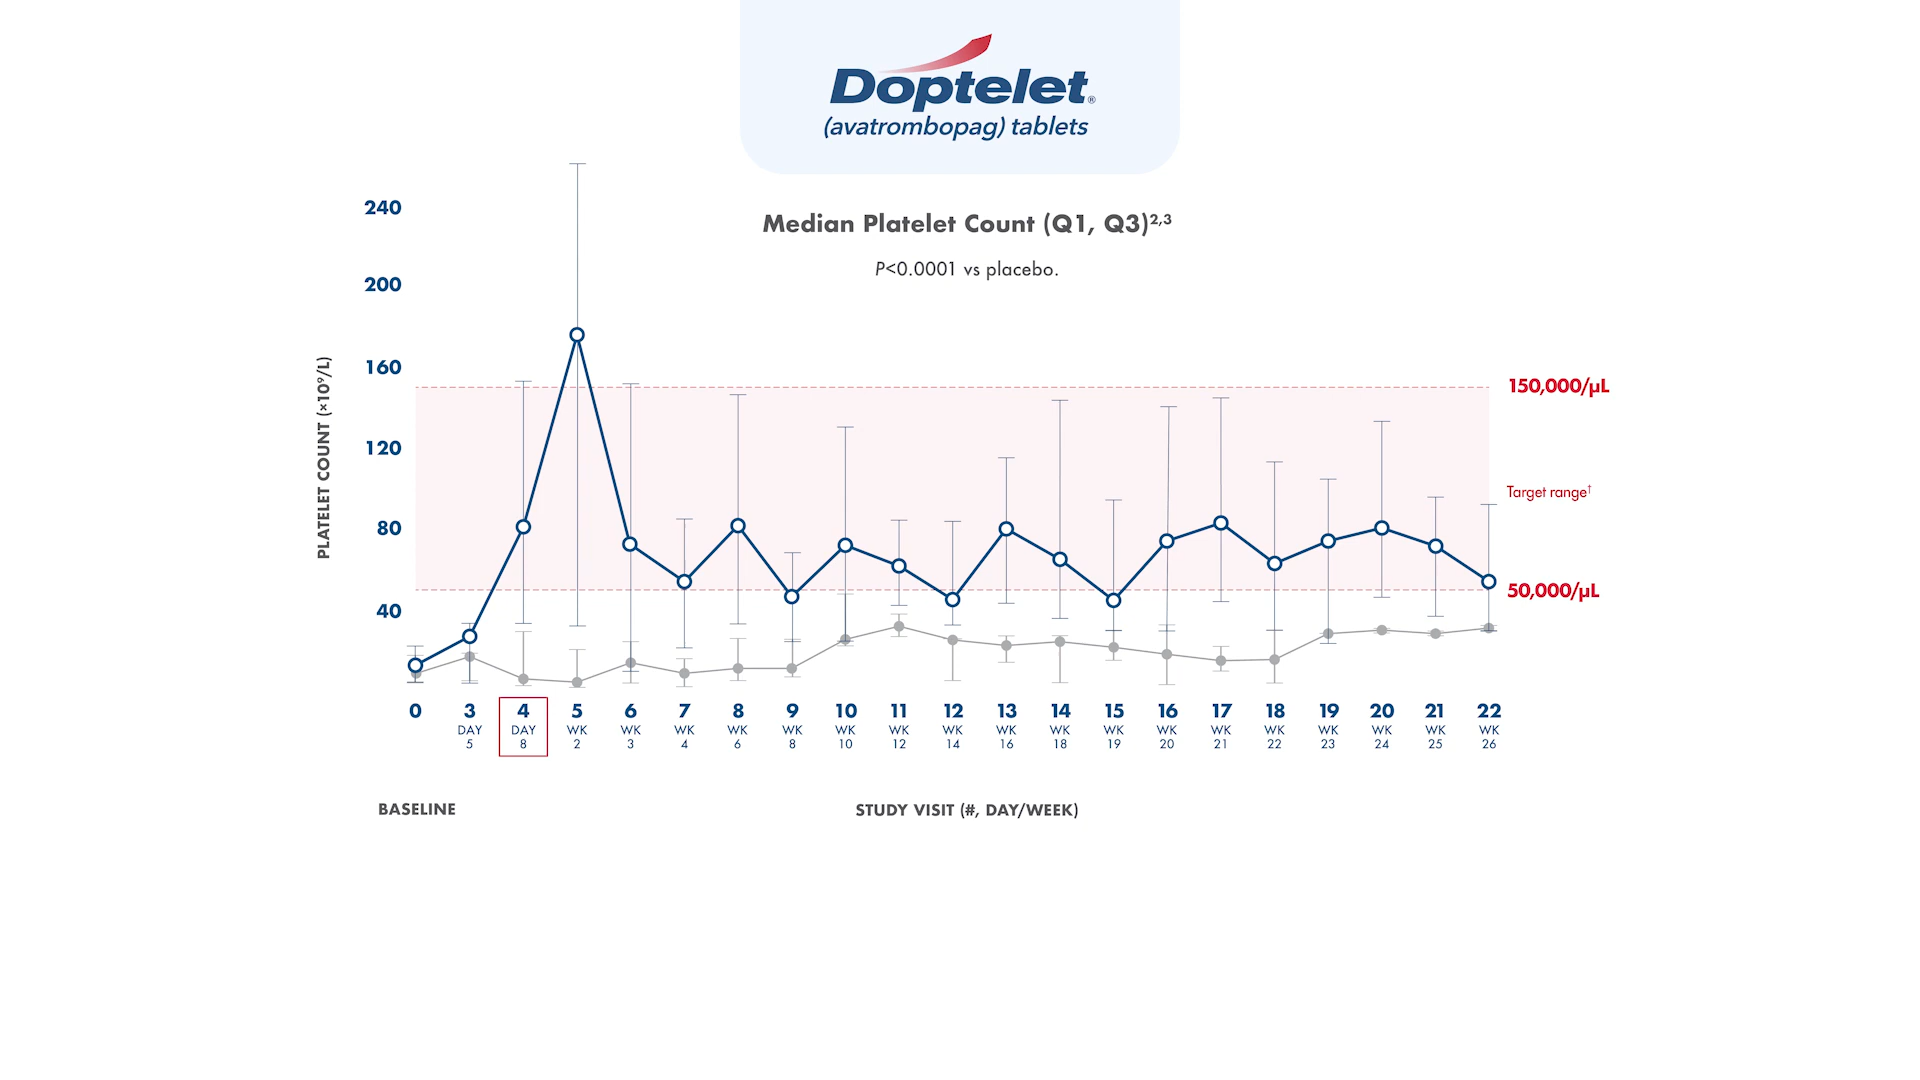 Doptelet®
(avatrombopag) tablets
Median Platelet Count (Q1, Q3)²,³
P<0.0001 vs placebo.
PLATELET COUNT (×10⁹/L)
240
200
160
120
80
40
150,000/µL
Target range†
50,000/µL
0 3 4 5 6 7 8 9 10 11 12 13 14 15 16 17 18 19 20 21 22
DAY DAY WK WK WK WK WK WK WK WK WK WK WK WK WK WK WK WK WK WK
5 8 2 3 4 6 8 10 12 14 16 18 19 20 21 22 23 24 25 26
BASELINE
STUDY VISIT (#, DAY/WEEK)